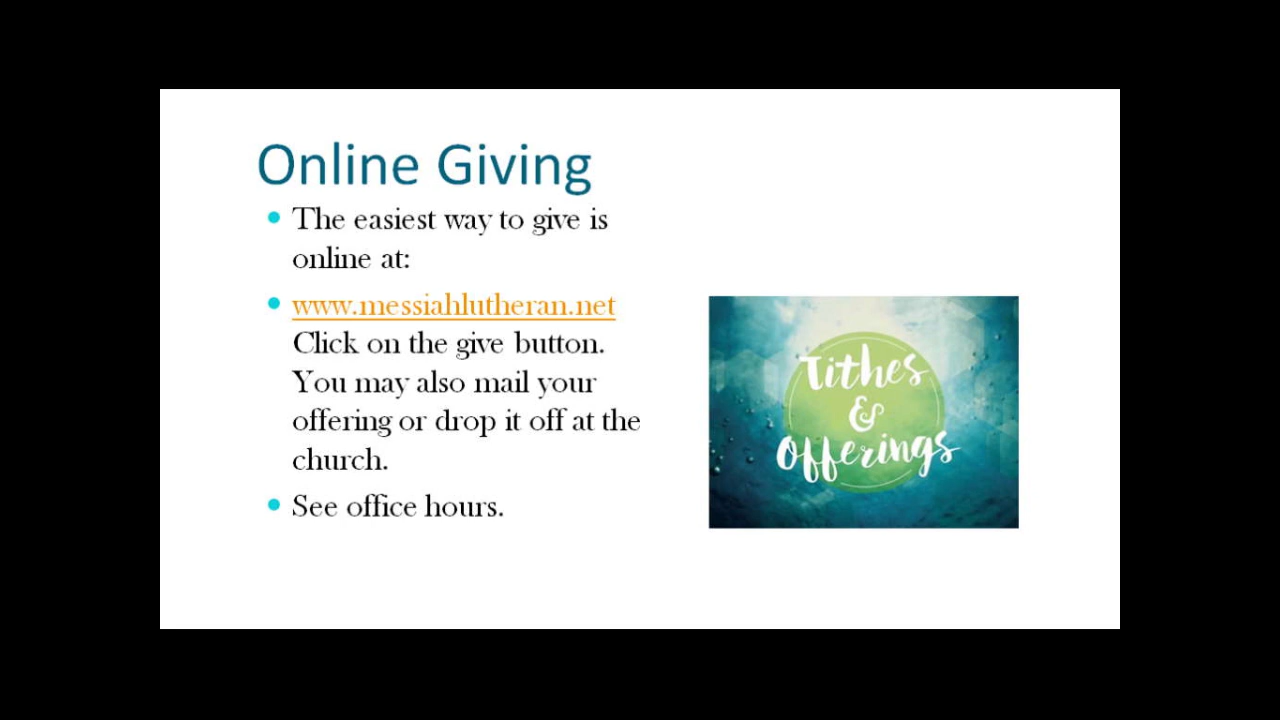 Online Giving
The easiest way to give is
online at:
www.messiahlutheran.net
Click on the give button.
You may also mail your
offering or drop it off at the
church.
See office hours.
Tithes
&
Offerings